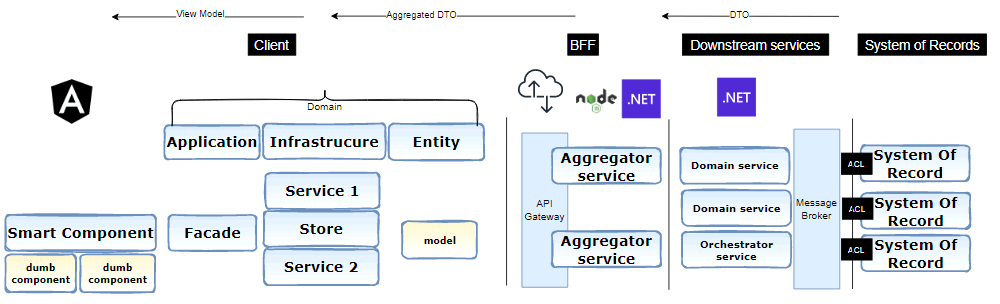 View Model
Aggregated DTO
DTO
Client
BFF
Downstream services
System of Records
A
node
.NET
.NET
Domain
Application
Infrastrucure
Entity
Aggregator
service
Domain service
ACL
System Of
Record
Service 1
API
Gateway
Message
Broker
Domain service
ACL
System Of
Record
Smart Component
Facade
Store
model
Aggregator
service
Orchestrator
service
ACL
System Of
Record
dumb
component
dumb
component
Service 2